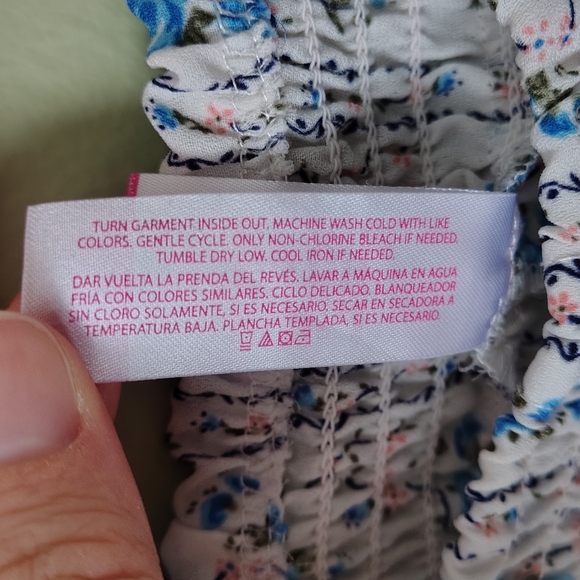 TURN GARMENT INSIDE OUT. MACHINE WASH COLD WITH LIKE
COLORS. GENTLE CYCLE. ONLY NON-CHLORINE BLEACH IF NEEDED.
TUMBLE DRY LOW. COOL IRON IF NEEDED.
DAR VUELTA LA PRENDA DEL REVÉS. LAVAR A MÁQUINA EN AGUA
FRÍA CON COLORES SIMILARES. CICLO DELICADO. BLANQUEADOR
SIN CLORO SOLAMENTE, SI ES NECESARIO. SECAR EN SECADORA A
TEMPERATURA BAJA. PLANCHA TEMPLADA, SI ES NECESARIO.